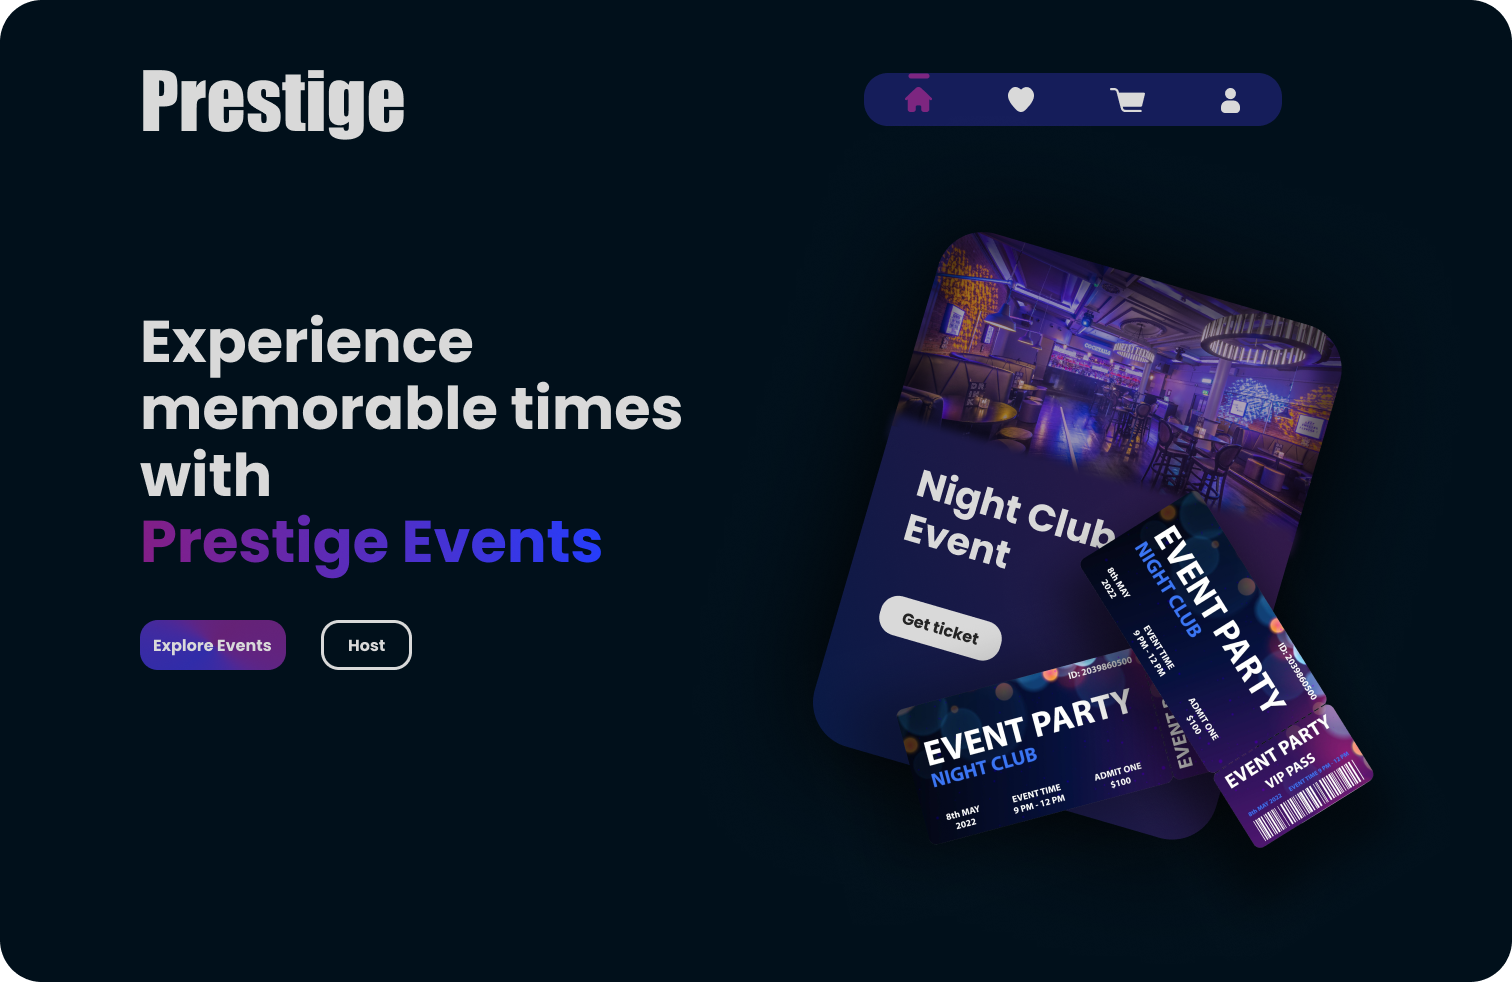 Prestige
Experience
memorable times
with
Prestige Events
Explore Events
Host
COCKTAILS
Night Club
Event
Get ticket
8th MAY
2022
EVENT PARTY
NIGHT CLUB
EVENT TIME
9 PM - 12 PM
ADMIT ONE
$100
ID: 2039860500
EVENT PARTY
VIP PASS
8th MAY 2022
EVENT TIME 9 PM - 12 PM
ID: 2039860500
EVENT PARTY
NIGHT CLUB
8th MAY
2022
EVENT TIME
9 PM - 12 PM
ADMIT ONE
$100
EVENT P